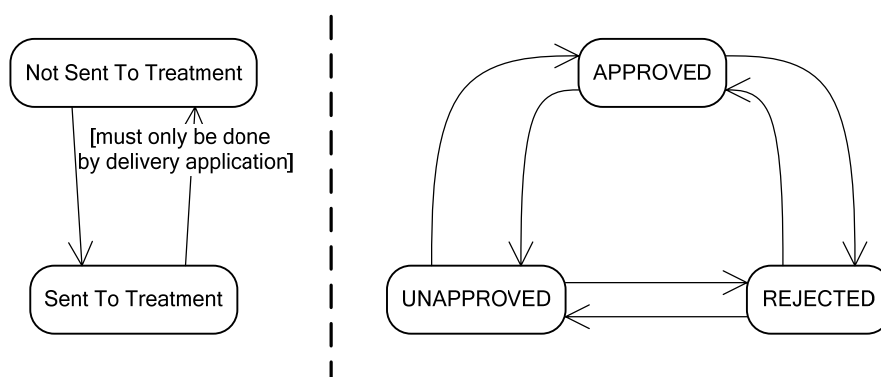 Not Sent To Treatment
[must only be done
by delivery application]
Sent To Treatment
APPROVED
UNAPPROVED
REJECTED